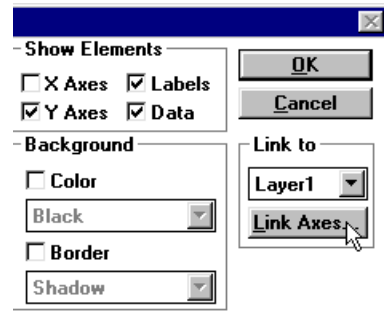 Show Elements
X Axes Labels
Y Axes Data
OK
Cancel
Background
Color
Black
Border
Shadow
Link to
Layer1
Link Axes...